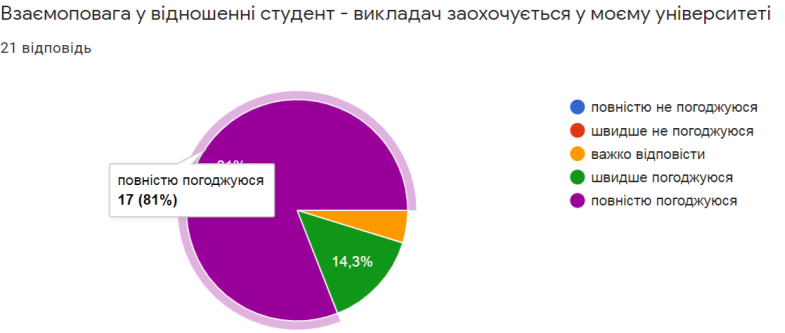 Взаємоповага у відношенні студент - викладач заохочується у моєму університеті
21 відповідь
повністю погоджуюся
17 (81%)
14,3%
повністю не погоджуюся
швидше не погоджуюся
важко відповісти
швидше погоджуюся
повністю погоджуюся